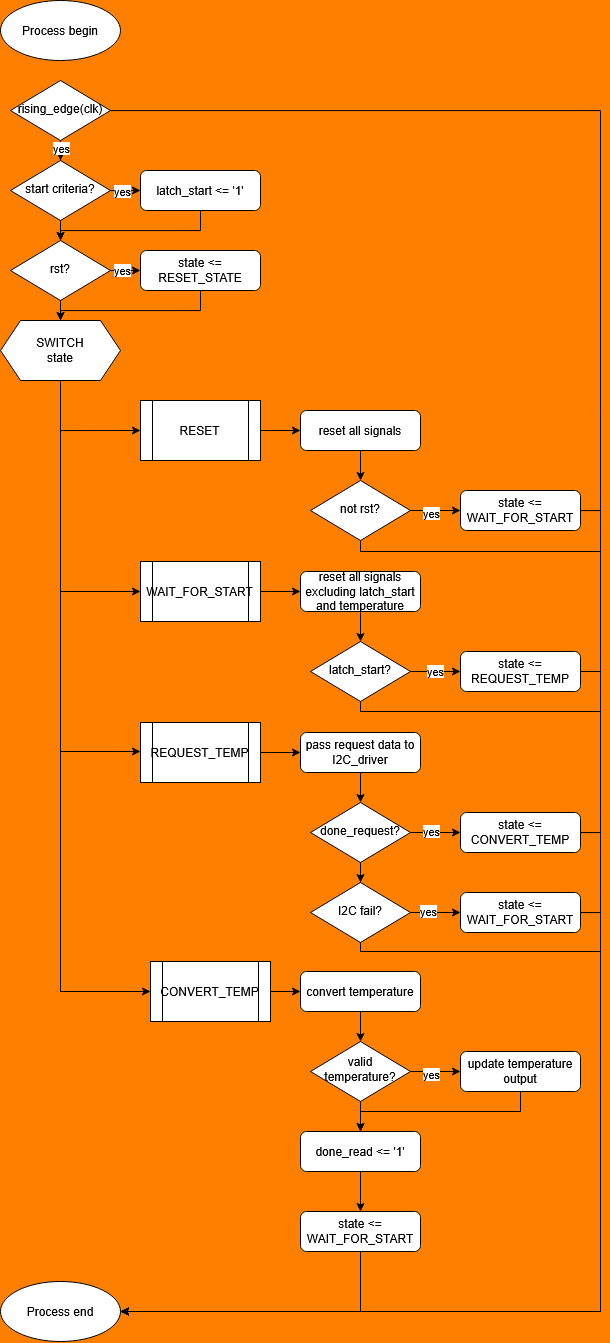 Process begin
rising_edge(clk)
yes
start criteria?
yes
latch_start <= '1'
rst?
yes
state <=
RESET_STATE
SWITCH
state
RESET
reset all signals
not rst?
yes
state <=
WAIT_FOR_START
WAIT_FOR_START
reset all signals
excluding latch_start
and temperature
latch_start?
yes
state <=
REQUEST_TEMP
REQUEST_TEMP
pass request data to
I2C_driver
done_request?
yes
state <=
CONVERT_TEMP
I2C fail?
yes
state <=
WAIT_FOR_START
CONVERT_TEMP
convert temperature
valid
temperature?
yes
update temperature
output
done_read <= '1'
state <=
WAIT_FOR_START
Process end